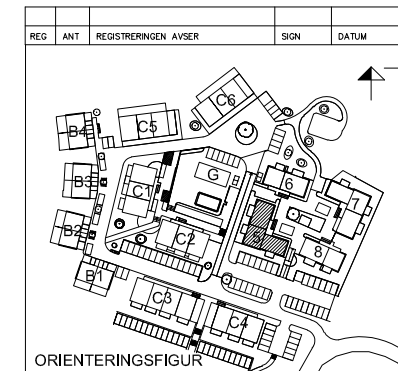 REG ANT REGISTRERINGEN AVSER SIGN DATUM
C6
B4 C5
G
B3 C1 6
7
B2 C2 5
8
B1
C3 C4
ORIENTERINGSFIGUR